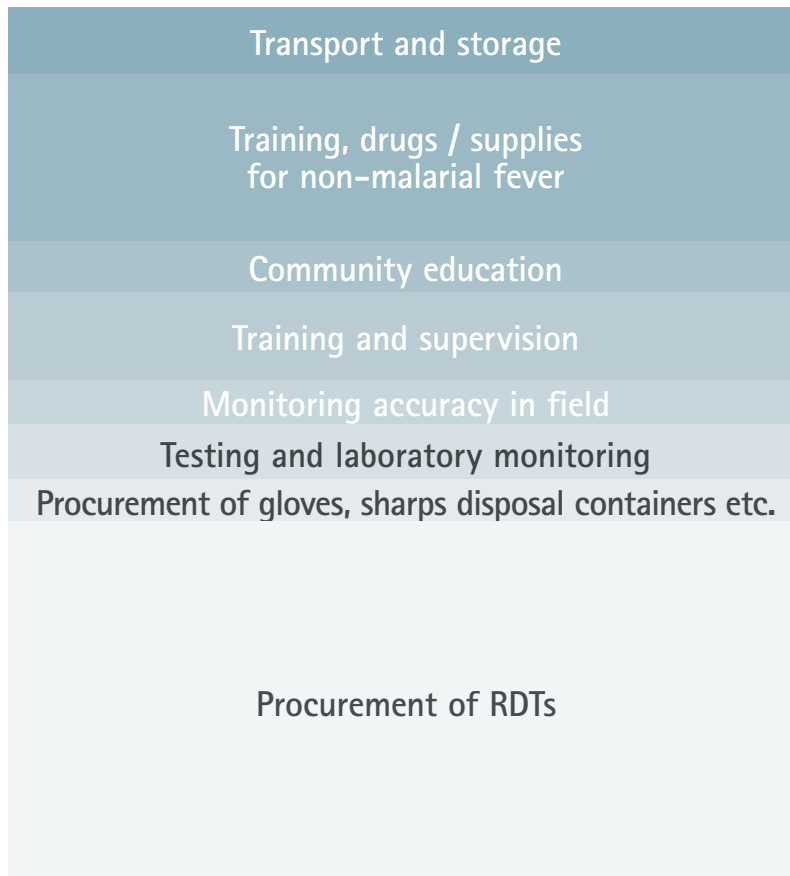 Transport and storage
Training, drugs / supplies
for non-malarial fever
Community education
Training and supervision
Monitoring accuracy in field
Testing and laboratory monitoring
Procurement of gloves, sharps disposal containers etc.
Procurement of RDTs